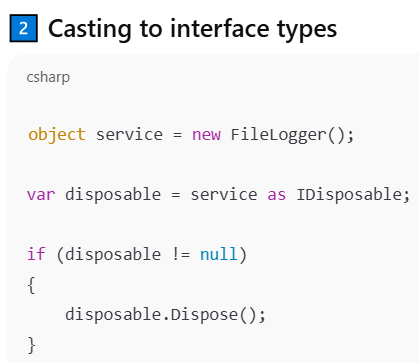 2 Casting to interface types
csharp
object service = new FileLogger();
var disposable = service as IDisposable;
if (disposable != null)
{
    disposable.Dispose();
}